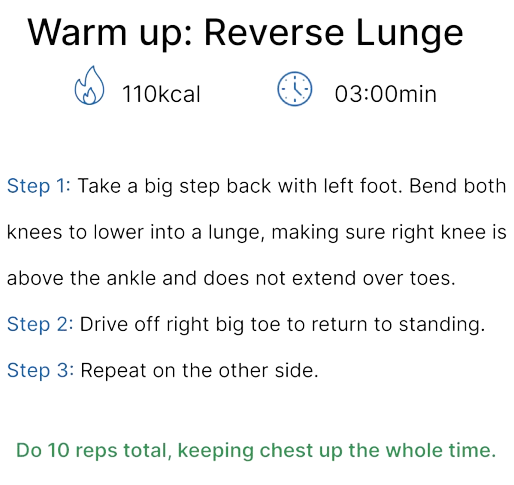 Warm up: Reverse Lunge
110kcal 03:00min
Step 1: Take a big step back with left foot. Bend both
knees to lower into a lunge, making sure right knee is
above the ankle and does not extend over toes.
Step 2: Drive off right big toe to return to standing.
Step 3: Repeat on the other side.
Do 10 reps total, keeping chest up the whole time.